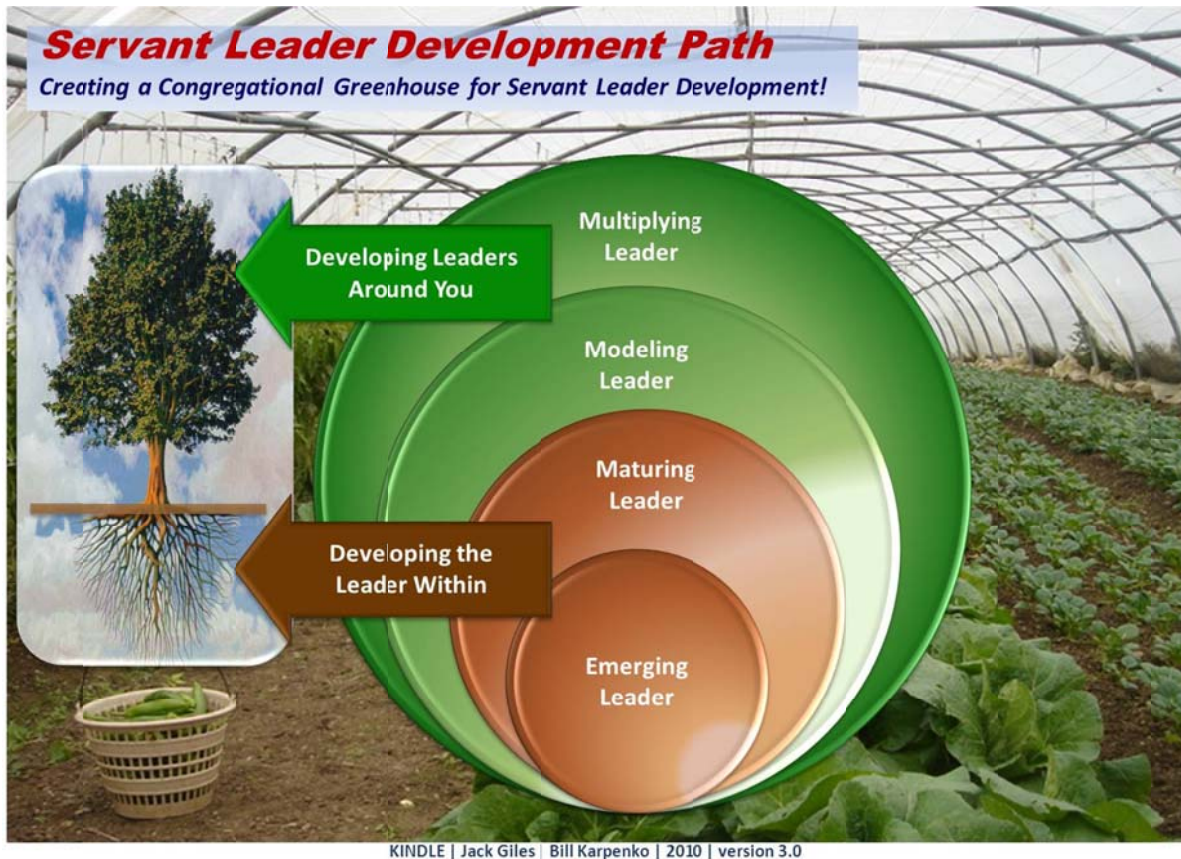 Servant Leader Development Path
Creating a Congregational Greenhouse for Servant Leader Development!
Multiplying
Leader
Developing Leaders
Around You
Modeling
Leader
Maturing
Leader
Developing the
Leader Within
Emerging
Leader
KINDLE | Jack Giles | Bill Karpenko | 2010 | version 3.0